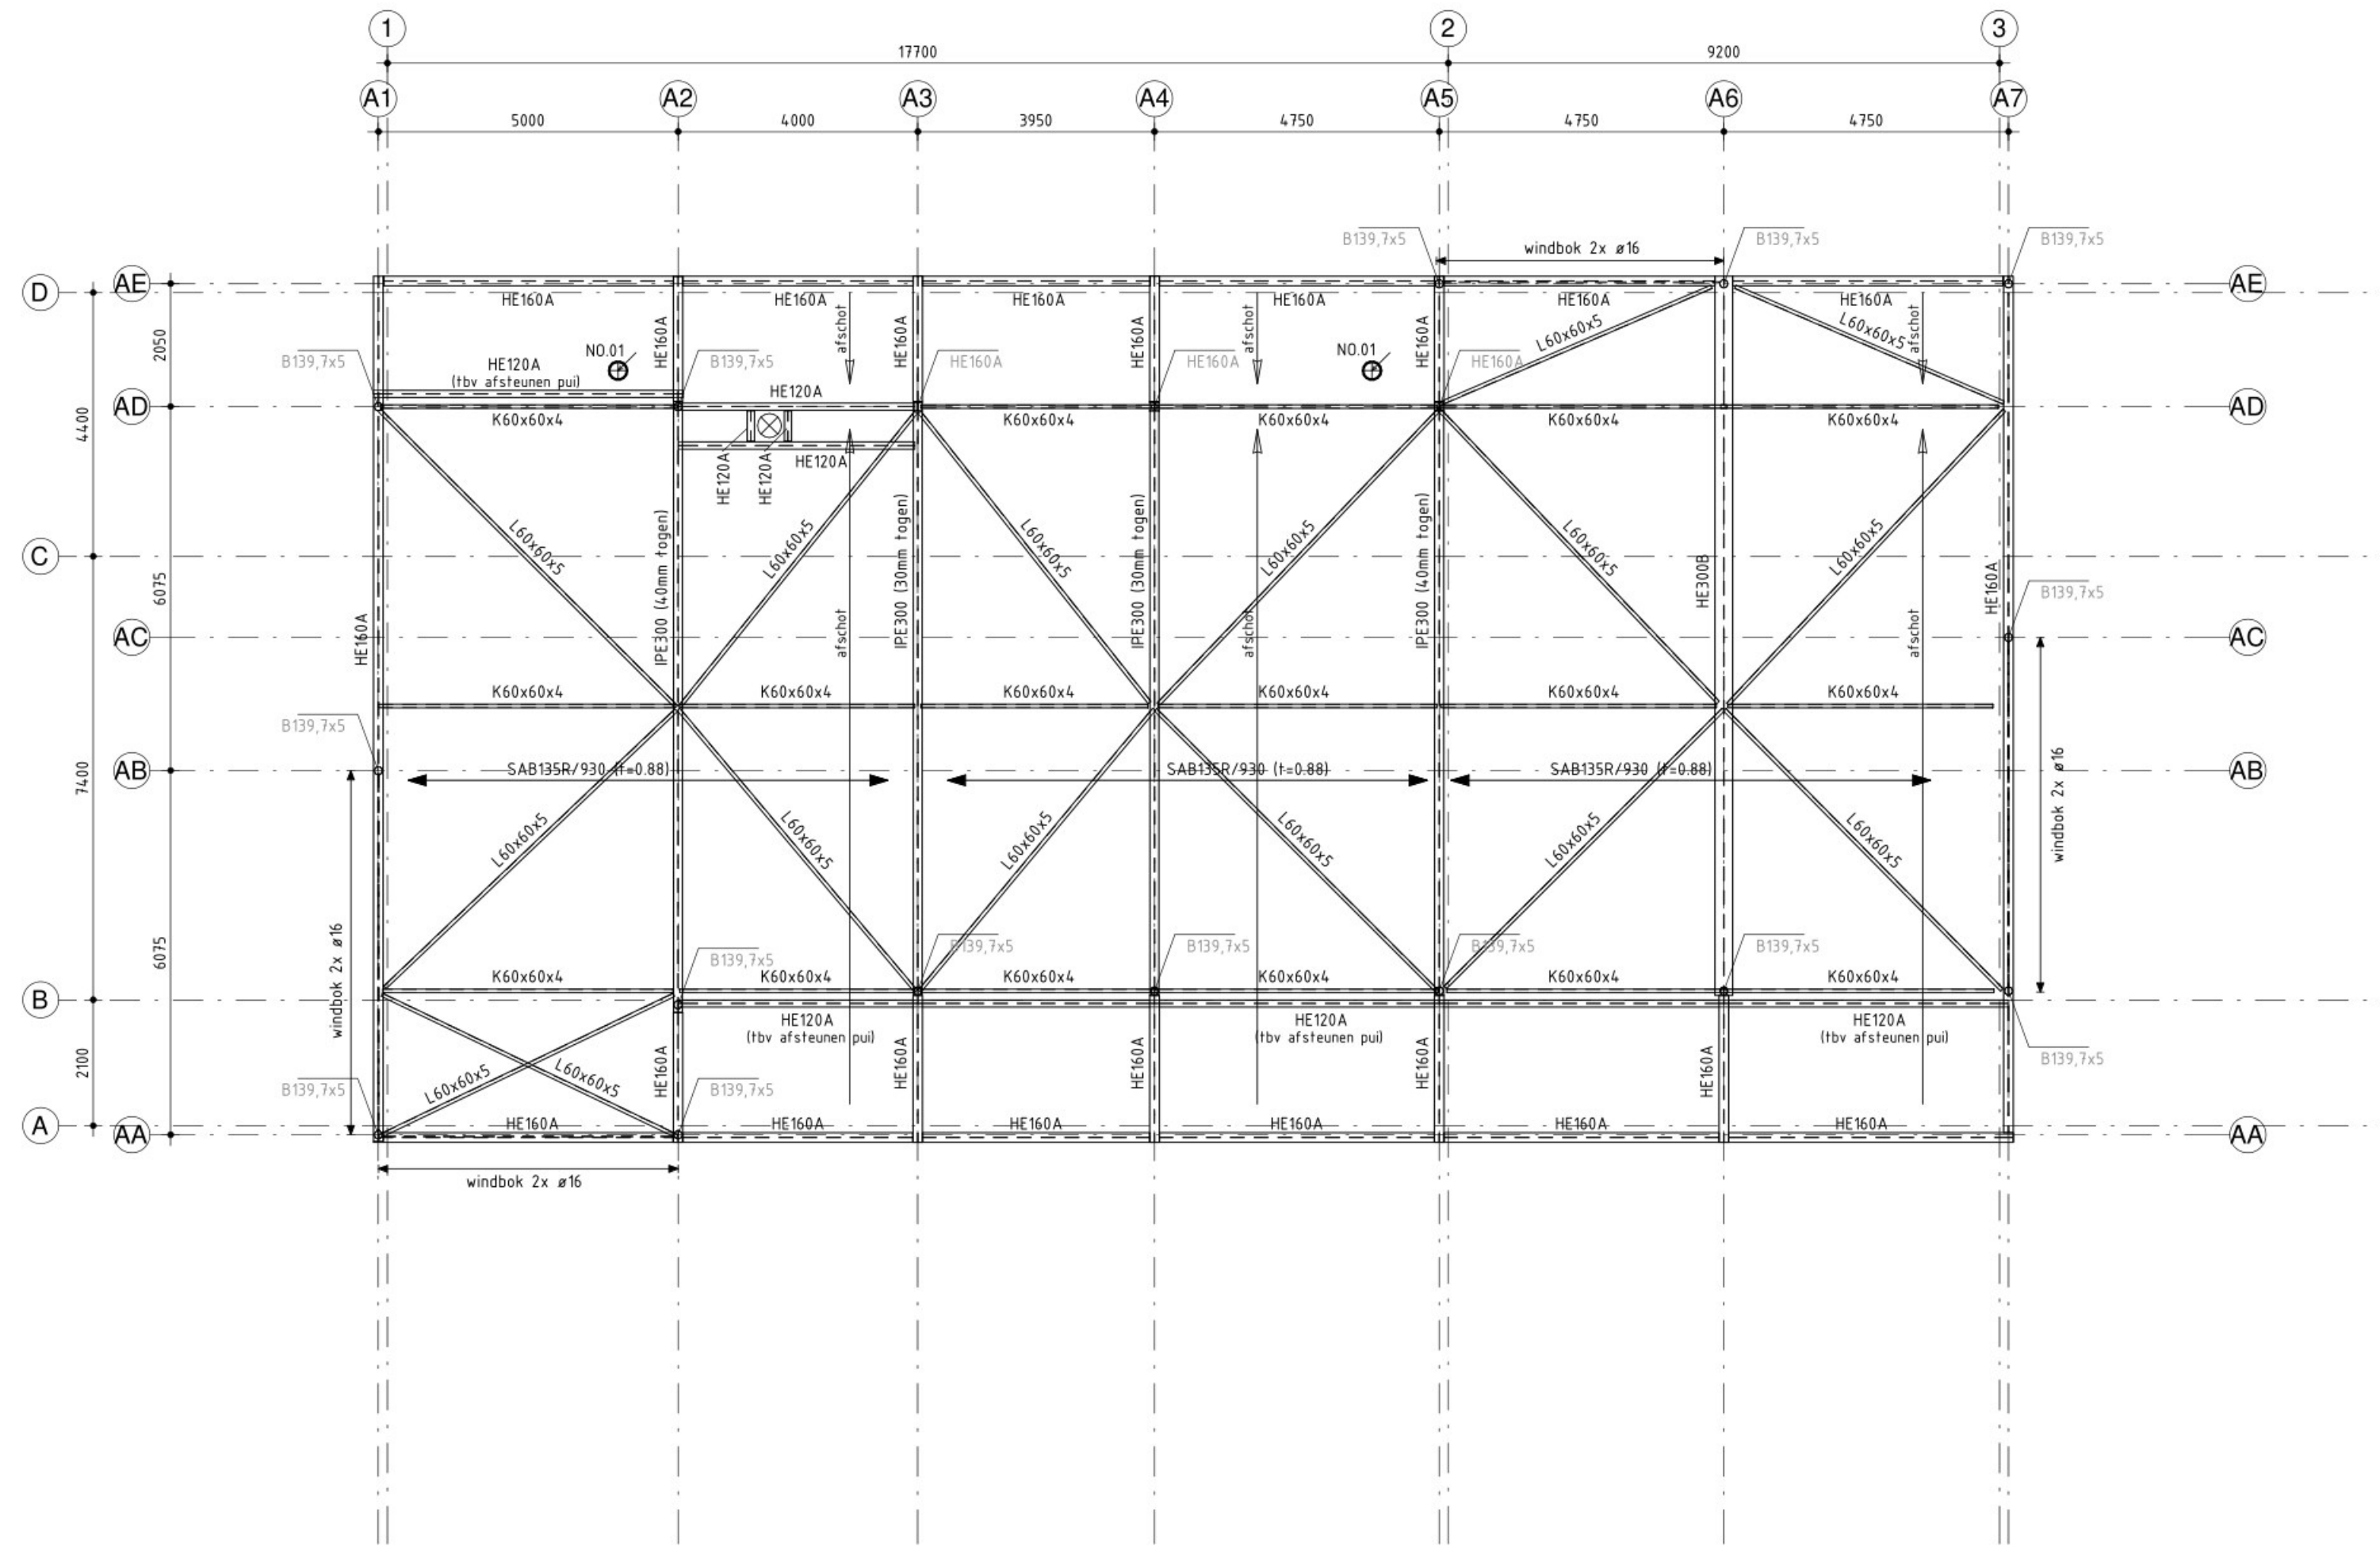 1
2
3
17700
9200
A1
A2
A3
A4
A5
A6
A7
5000
4000
3950
4750
4750
4750
B139,7x5
windbok 2x ø16
B139,7x5
B139,7x5
AE
AE
D
HE160A
HE160A
HE160A
HE160A
HE160A
HE160A
2050
HE160A
afschot
HE160A
HE160A
afschot
HE160A
L60x60x5
L60x60x5
afschot
B139,7x5
HE120A
(tbv afsteunen pui)
NO.01
B139,7x5
HE160A
HE160A
NO.01
HE160A
HE120A
AD
AD
4400
K60x60x4
K60x60x4
K60x60x4
K60x60x4
K60x60x4
HE120A
HE120A
HE120A
L60x60x5
IPE300 (40mm togen)
L60x60x5
IPE300 (30mm togen)
L60x60x5
IPE300 (30mm togen)
L60x60x5
IPE300 (40mm togen)
L60x60x5
HE300B
L60x60x5
HE160A
C
6075
B139,7x5
AC
AC
HE160A
afschot
afschot
afschot
K60x60x4
K60x60x4
K60x60x4
K60x60x4
K60x60x4
K60x60x4
B139,7x5
7400
AB
SAB135R/930 (t=0.88)
SAB135R/930 (t=0.88)
SAB135R/930 (t=0.88)
AB
windbok 2x ø16
L60x60x5
L60x60x5
L60x60x5
L60x60x5
L60x60x5
L60x60x5
6075
windbok 2x ø16
B139,7x5
B139,7x5
B139,7x5
B139,7x5
B139,7x5
K60x60x4
K60x60x4
K60x60x4
K60x60x4
K60x60x4
K60x60x4
B
HE120A
(tbv afsteunen pui)
HE120A
(tbv afsteunen pui)
HE120A
(tbv afsteunen pui)
2100
L60x60x5
L60x60x5
HE160A
HE160A
HE160A
HE160A
HE160A
B139,7x5
B139,7x5
B139,7x5
A
AA
HE160A
HE160A
HE160A
HE160A
HE160A
HE160A
AA
windbok 2x ø16